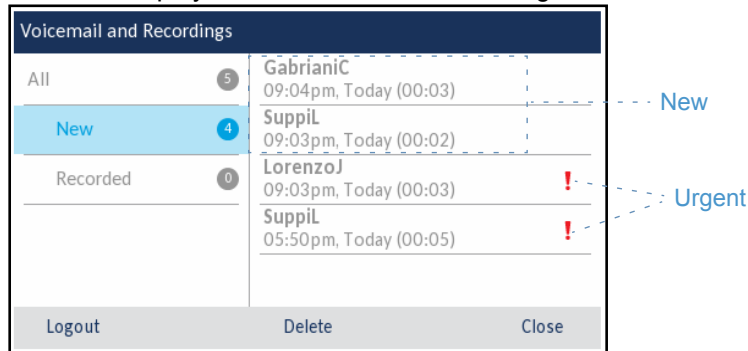 Voicemail and Recordings
All 5
New 4
Recorded 0
GabrianiC
09:04pm, Today (00:03)
SuppiL
09:03pm, Today (00:02)
LorenzoJ
09:03pm, Today (00:03)
!
SuppiL
05:50pm, Today (00:05)
!
New
Urgent
Logout Delete Close